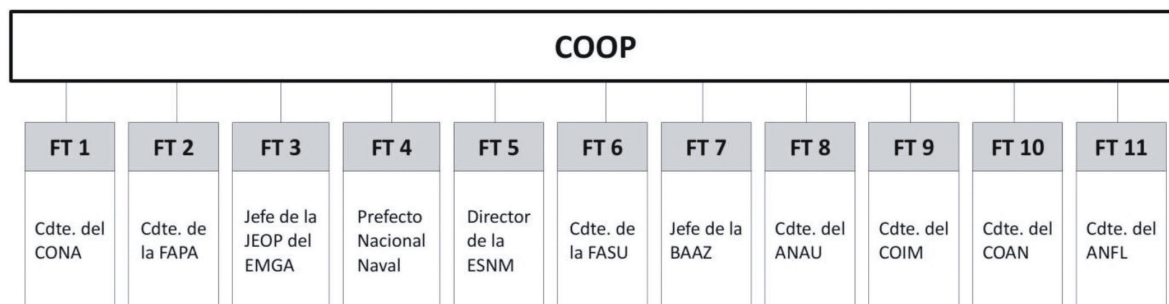 COOP
FT 1
FT 2
FT 3
FT 4
FT 5
FT 6
FT 7
FT 8
FT 9
FT 10
FT 11
Cdte. del
CONA
Cdte. de
la FAPA
Jefe de la
JEOP del
EMGA
Prefecto
Nacional
Naval
Director
de la
ESNM
Cdte. de
la FASU
Jefe de la
BAAZ
Cdte. del
ANAU
Cdte. del
COIM
Cdte. del
COAN
Cdte. del
ANFL